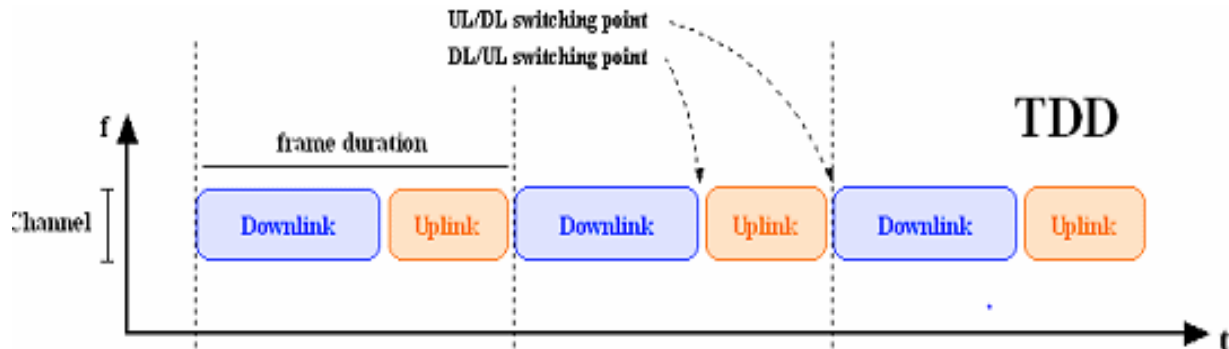 UL/DL switching point
DL/UL switching point
TDD
f
frame duration
Channel
Downlink
Uplink
Downlink
Uplink
Downlink
Uplink
t